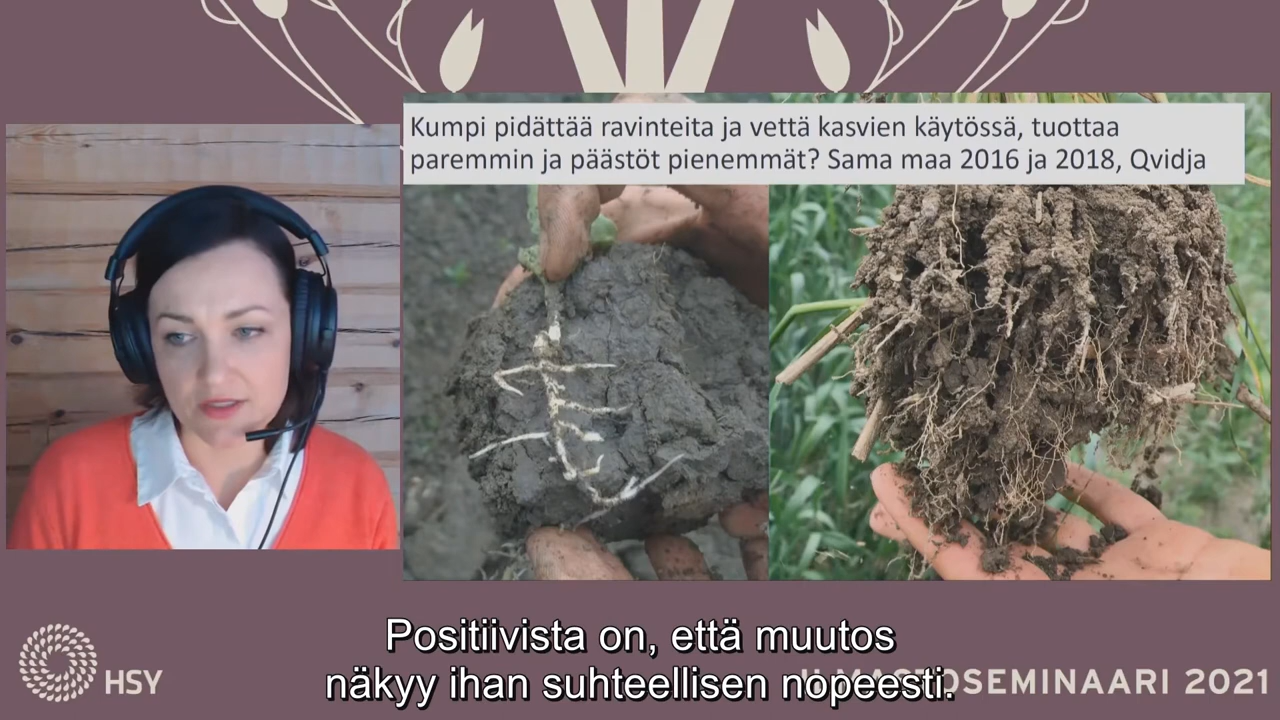 Kumpi pidättää ravinteita ja vettä kasvien käytössä, tuottaa
paremmin ja päästöt pienemmät? Sama maa 2016 ja 2018, Qvidja
Positiivista on, että muutos
näkyy ihan suhteellisen nopeesti.
HSY
2021